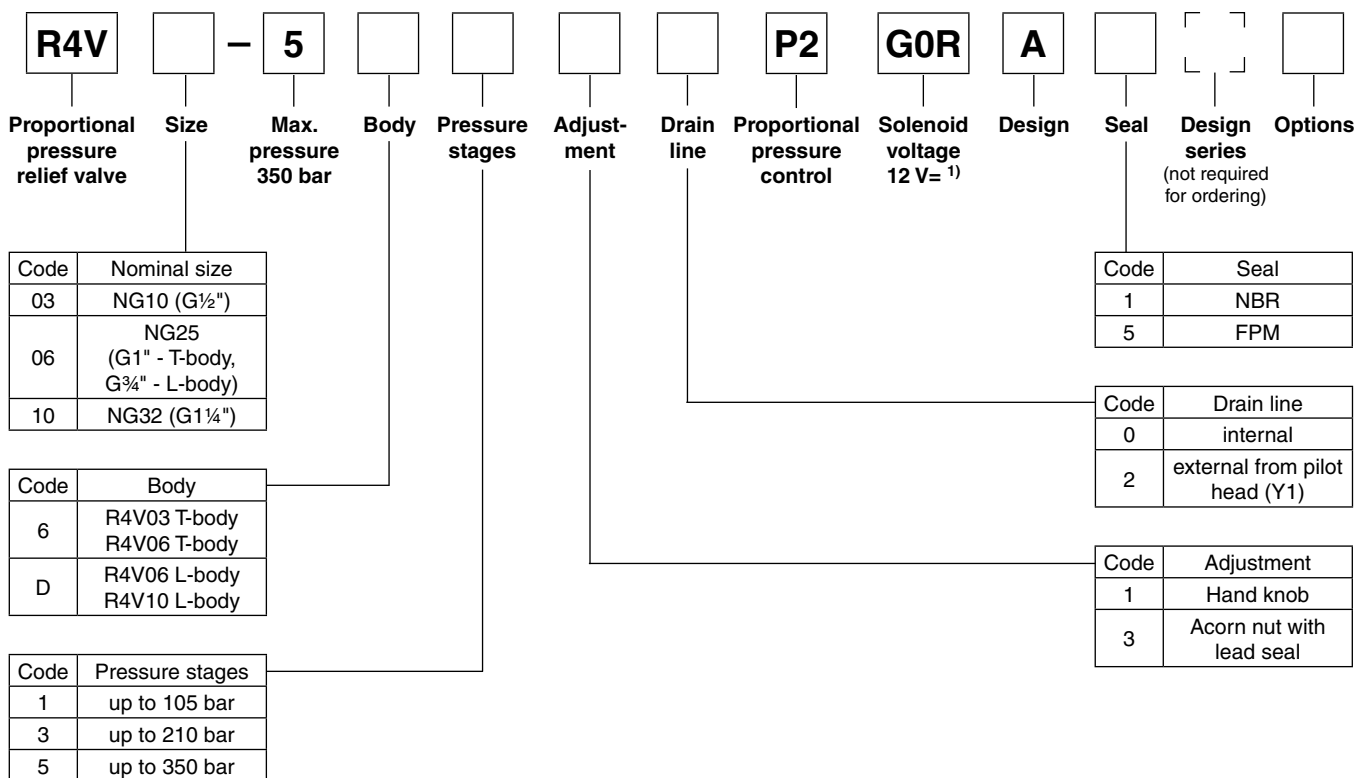 R4V – 5 P2 G0R A
Proportional pressure relief valve
Size
Max. pressure 350 bar
Body
Pressure stages
Adjust-
ment
Drain line
Proportional pressure control
Solenoid voltage 12 V= 1)
Design
Seal
Design series
(not required for ordering)
Options
Code Nominal size
03 NG10 (G½")
06 NG25
(G1" - T-body,
G¾" - L-body)
10 NG32 (G1¼")
Code Body
6 R4V03 T-body
R4V06 T-body
D R4V06 L-body
R4V10 L-body
Code Pressure stages
1 up to 105 bar
3 up to 210 bar
5 up to 350 bar
Code Seal
1 NBR
5 FPM
Code Drain line
0 internal
2 external from pilot
head (Y1)
Code Adjustment
1 Hand knob
3 Acorn nut with
lead seal